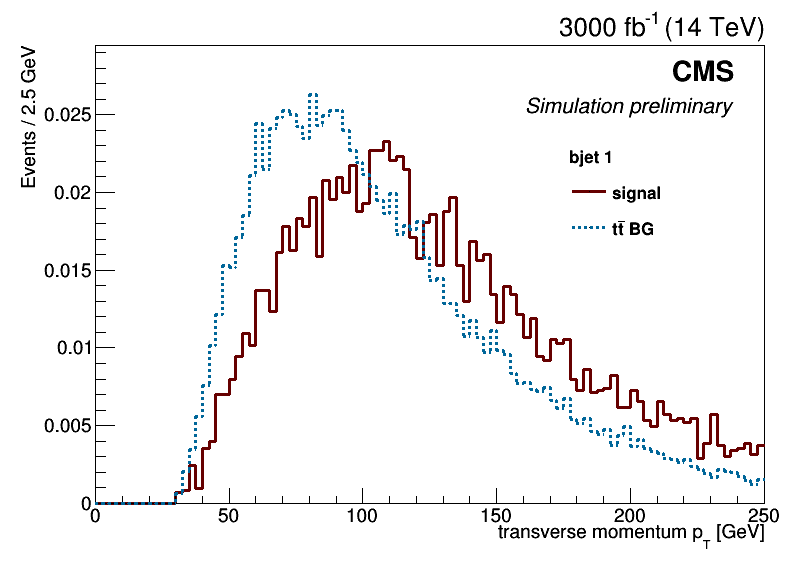 3000 fb⁻¹ (14 TeV)
Events / 2.5 GeV
CMS
Simulation preliminary
bjet 1
signal
tt̄ BG
0.025
0.02
0.015
0.01
0.005
0
0 50 100 150 200 250
transverse momentum p_T [GeV]